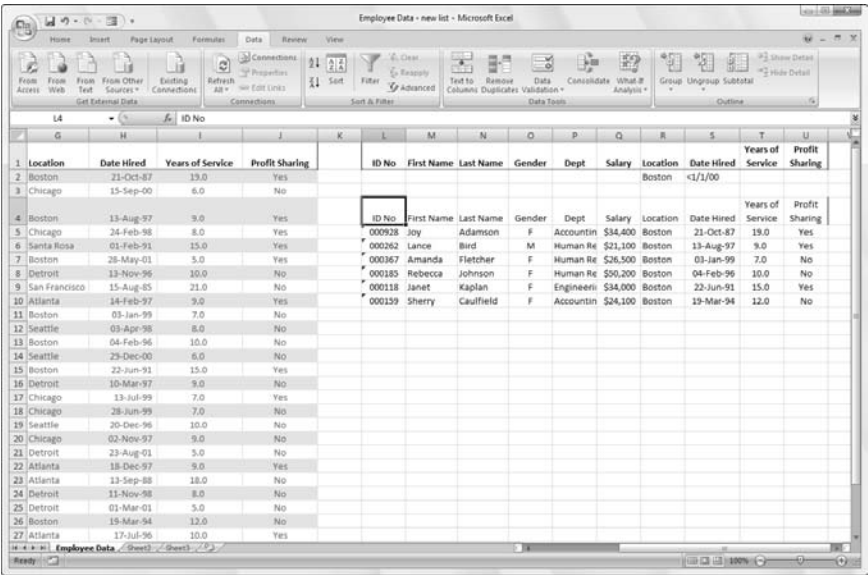 Employee Data - new list - Microsoft Excel
Home Insert Page Layout Formulas Data Review View
From Access From Web From Text From Other Sources Existing Connections
Get External Data
Refresh All Connections Properties Edit Links
Connections
Sort Filter Clear Reapply Advanced
Sort & Filter
Text to Columns Remove Duplicates Data Validation Consolidate What-If Analysis
Data Tools
Group Ungroup Subtotal Show Detail Hide Detail
Outline
L4 fx ID No
G H I J K L M N O P Q R S T U
1 Location Date Hired Years of Service Profit Sharing ID No First Name Last Name Gender Dept Salary Location Date Hired Years of Service Profit Sharing
2 Boston 21-Oct-87 19.0 Yes Boston <1/1/00
3 Chicago 15-Sep-00 6.0 No
4 Boston 13-Aug-97 9.0 Yes ID No First Name Last Name Gender Dept Salary Location Date Hired Years of Service Profit Sharing
5 Chicago 24-Feb-98 8.0 Yes 000928 Joy Adamson F Accountin $34,400 Boston 21-Oct-87 19.0 Yes
6 Santa Rosa 01-Feb-91 15.0 Yes 000262 Lance Bird M Human Re $21,100 Boston 13-Aug-97 9.0 Yes
7 Boston 28-May-01 5.0 Yes 000367 Amanda Fletcher F Human Re $26,500 Boston 03-Jan-99 7.0 No
8 Detroit 13-Nov-96 10.0 No 000185 Rebecca Johnson F Human Re $50,200 Boston 04-Feb-96 10.0 No
9 San Francisco 15-Aug-85 21.0 No 000118 Janet Kaplan F Engineerin $34,000 Boston 22-Jun-91 15.0 Yes
10 Atlanta 14-Feb-97 9.0 Yes 000159 Sherry Caulfield F Accountin $24,100 Boston 19-Mar-94 12.0 No
11 Boston 03-Jan-99 7.0 No
12 Seattle 03-Apr-98 8.0 No
13 Boston 04-Feb-96 10.0 No
14 Seattle 29-Dec-00 6.0 No
15 Boston 22-Jun-91 15.0 Yes
16 Detroit 10-Mar-97 9.0 No
17 Chicago 13-Jul-99 7.0 Yes
18 Chicago 28-Jun-99 7.0 No
19 Seattle 20-Dec-96 10.0 No
20 Chicago 02-Nov-97 9.0 No
21 Detroit 23-Aug-01 5.0 No
22 Atlanta 18-Dec-97 9.0 Yes
23 Atlanta 13-Sep-88 18.0 No
24 Detroit 11-Nov-98 8.0 No
25 Detroit 01-Mar-01 5.0 No
26 Boston 19-Mar-94 12.0 No
27 Atlanta 17-Jul-96 10.0 Yes
Employee Data Sheet2 Sheet3
Ready 100%